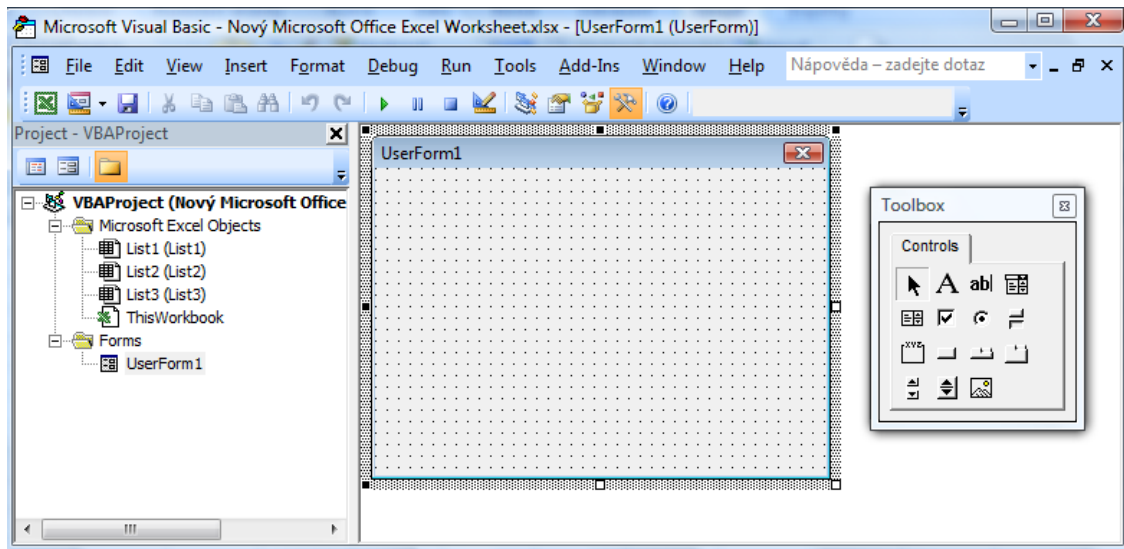 Microsoft Visual Basic - Nový Microsoft Office Excel Worksheet.xlsx - [UserForm1 (UserForm)]
File Edit View Insert Format Debug Run Tools Add-Ins Window Help Nápověda – zadejte dotaz
Project - VBAProject
UserForm1
VBAProject (Nový Microsoft Office
Microsoft Excel Objects
List1 (List1)
List2 (List2)
List3 (List3)
ThisWorkbook
Forms
UserForm1
Toolbox
Controls
A ab|
XYZ